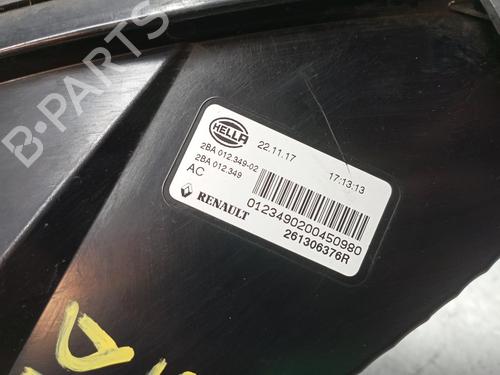 HELLA
22.11.17
17:13:13
2BA 012.349-02
2BA 012.349
AC
RENAULT
0123490200450980
261306376R
B-PARTS